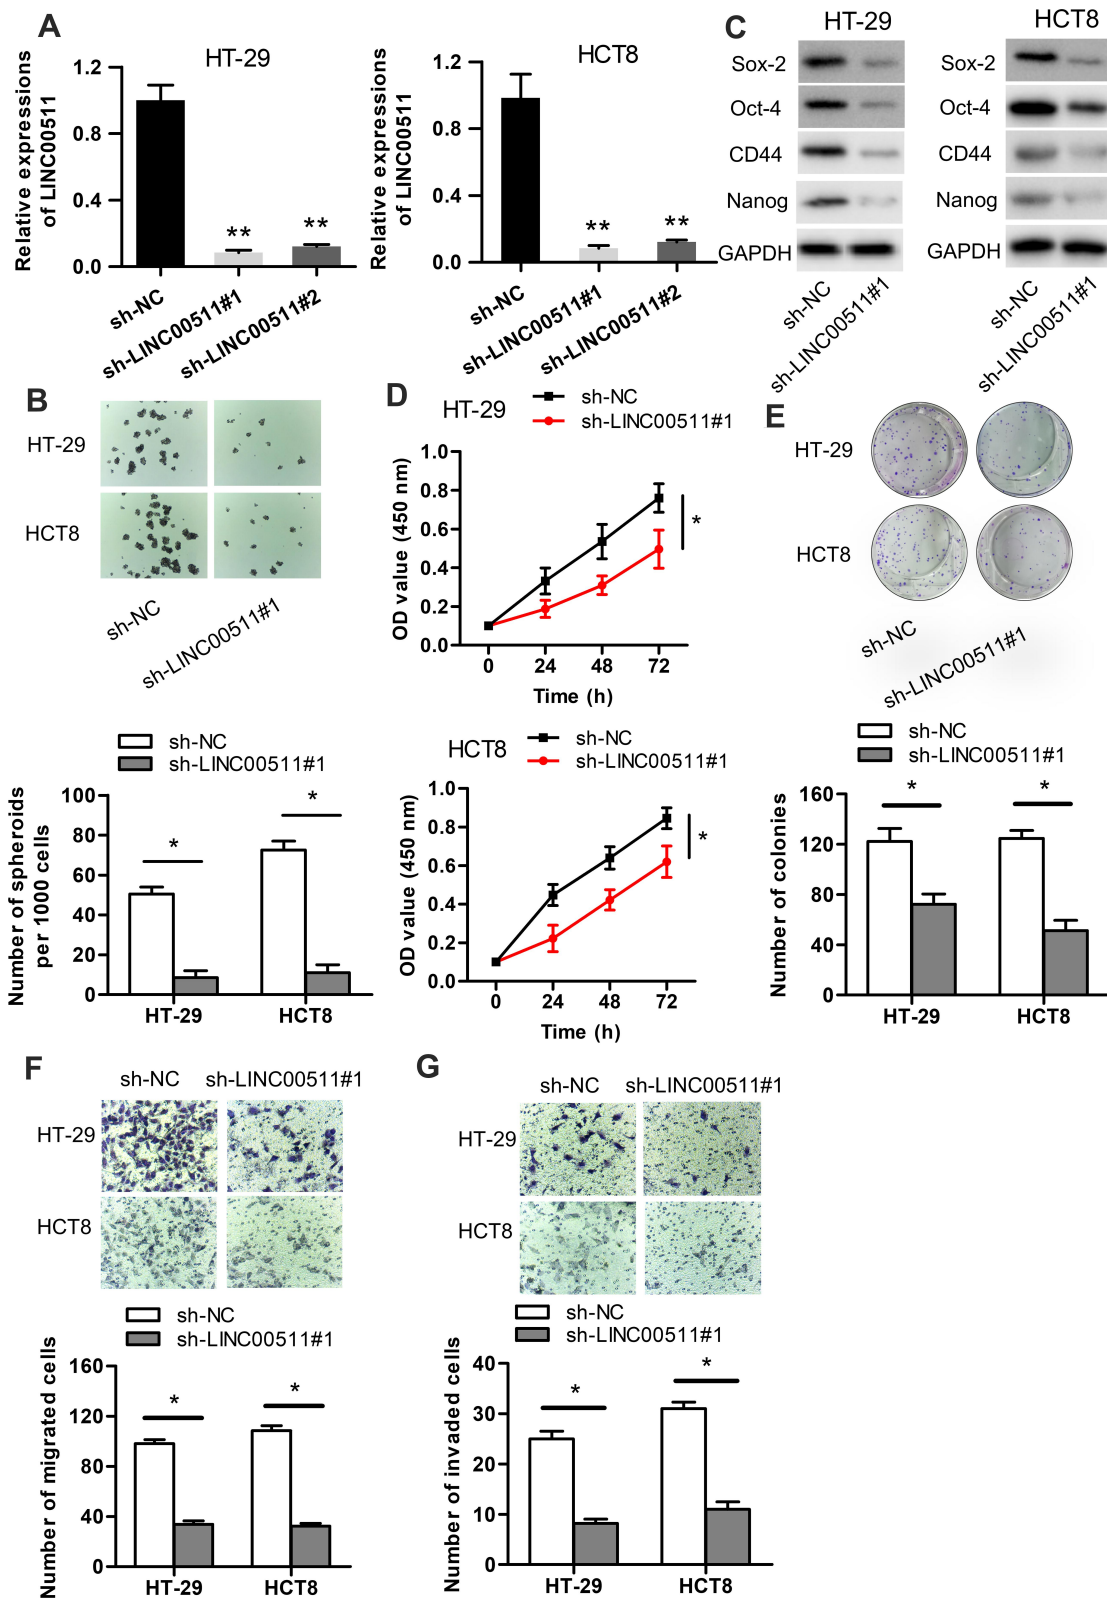 A
HT-29
Relative expressions
of LINC00511
1.2
0.8
0.4
0.0
**
**
sh-NC
sh-LINC00511#1
sh-LINC00511#2
HCT8
Relative expressions
of LINC00511
1.2
0.8
0.4
0.0
**
**
sh-NC
sh-LINC00511#1
sh-LINC00511#2
C
HT-29
HCT8
Sox-2
Oct-4
CD44
Nanog
GAPDH
Sox-2
Oct-4
CD44
Nanog
GAPDH
sh-NC
sh-LINC00511#1
sh-NC
sh-LINC00511#1
B
HT-29
HCT8
sh-NC
sh-LINC00511#1
sh-NC
sh-LINC00511#1
Number of spheroids
per 1000 cells
100
80
60
40
20
0
*
*
HT-29
HCT8
D
HT-29
sh-NC
sh-LINC00511#1
OD value (450 nm)
1.0
0.8
0.6
0.4
0.2
0.0
*
0
24
48
72
Time (h)
HCT8
sh-NC
sh-LINC00511#1
OD value (450 nm)
1.0
0.8
0.6
0.4
0.2
0.0
*
0
24
48
72
Time (h)
E
HT-29
HCT8
sh-NC
sh-LINC00511#1
sh-NC
sh-LINC00511#1
Number of colonies
160
120
80
40
0
*
*
HT-29
HCT8
F
sh-NC
sh-LINC00511#1
HT-29
HCT8
sh-NC
sh-LINC00511#1
Number of migrated cells
160
120
80
40
0
*
*
HT-29
HCT8
G
sh-NC
sh-LINC00511#1
HT-29
HCT8
sh-NC
sh-LINC00511#1
Number of invaded cells
40
30
20
10
0
*
*
HT-29
HCT8